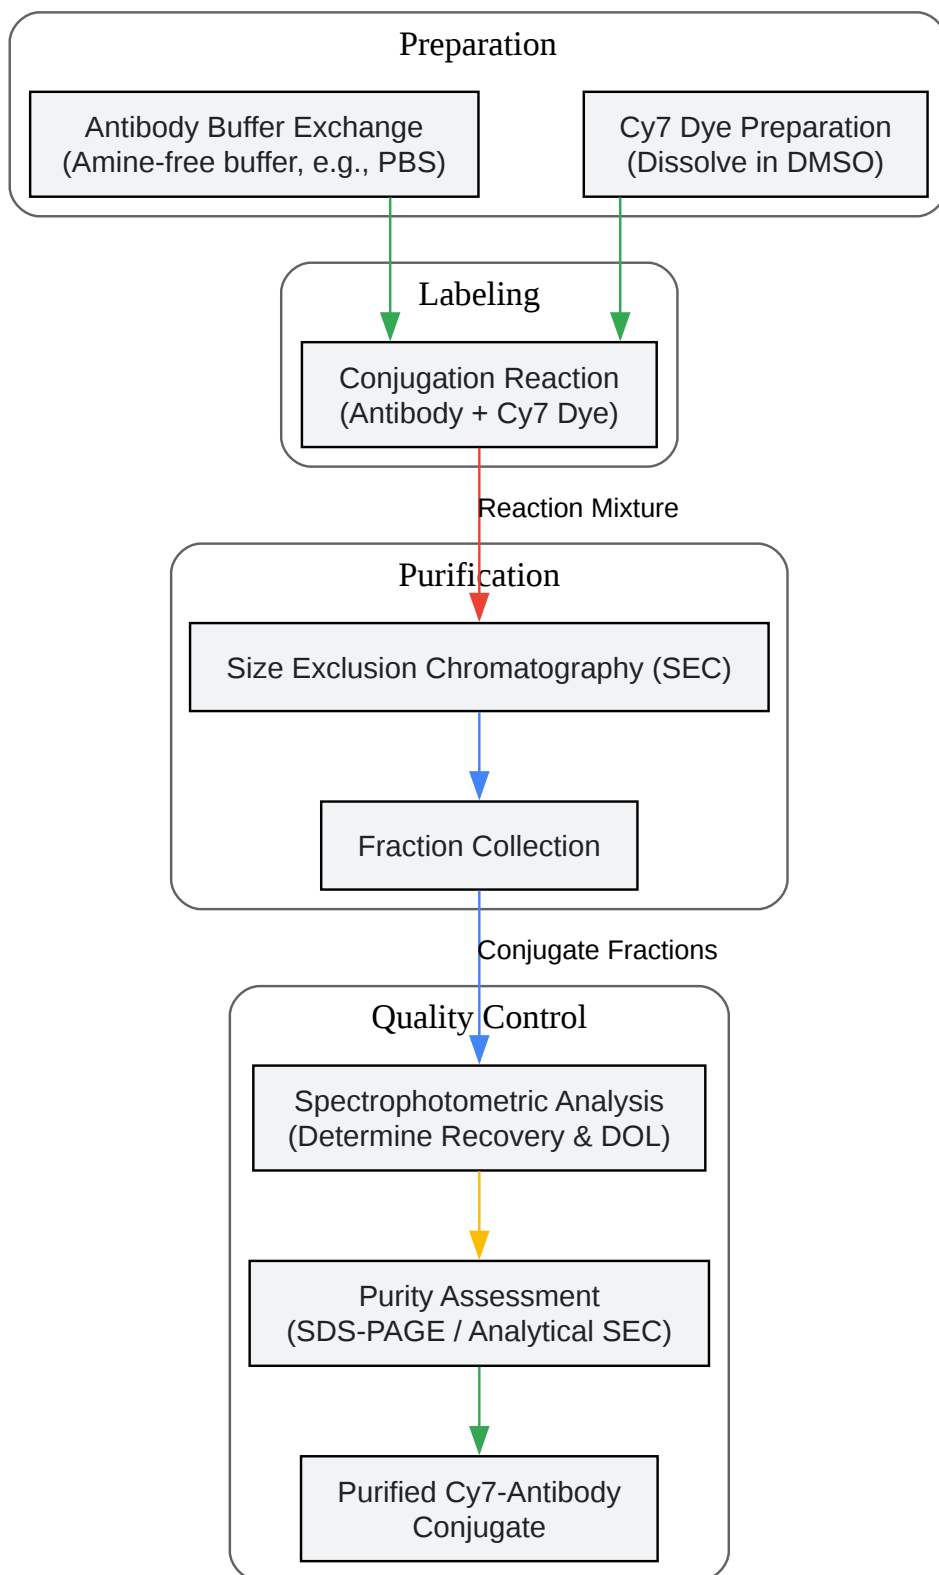 Preparation
Antibody Buffer Exchange
(Amine-free buffer, e.g., PBS)
Cy7 Dye Preparation
(Dissolve in DMSO)
Labeling
Conjugation Reaction
(Antibody + Cy7 Dye)
Reaction Mixture
Purification
Size Exclusion Chromatography (SEC)
Fraction Collection
Conjugate Fractions
Quality Control
Spectrophotometric Analysis
(Determine Recovery & DOL)
Purity Assessment
(SDS-PAGE / Analytical SEC)
Purified Cy7-Antibody
Conjugate